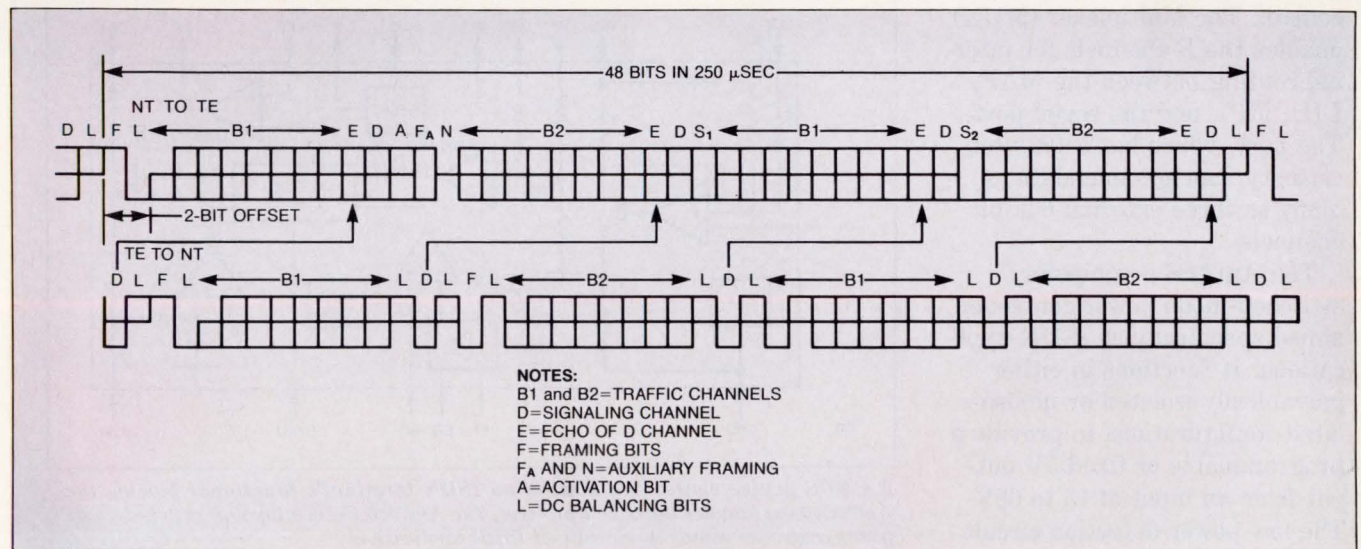 48 BITS IN 250 µSEC
NT TO TE
D L F L B1 E D A FA N B2 E D S1 B1 E D S2 B2 E D L F L
2-BIT OFFSET
TE TO NT
D L F L B1 L D L F L B2 L D L B1 L D L B2 L
NOTES:
B1 and B2=TRAFFIC CHANNELS
D=SIGNALING CHANNEL
E=ECHO OF D CHANNEL
F=FRAMING BITS
FA AND N=AUXILIARY FRAMING
A=ACTIVATION BIT
L=DC BALANCING BITS